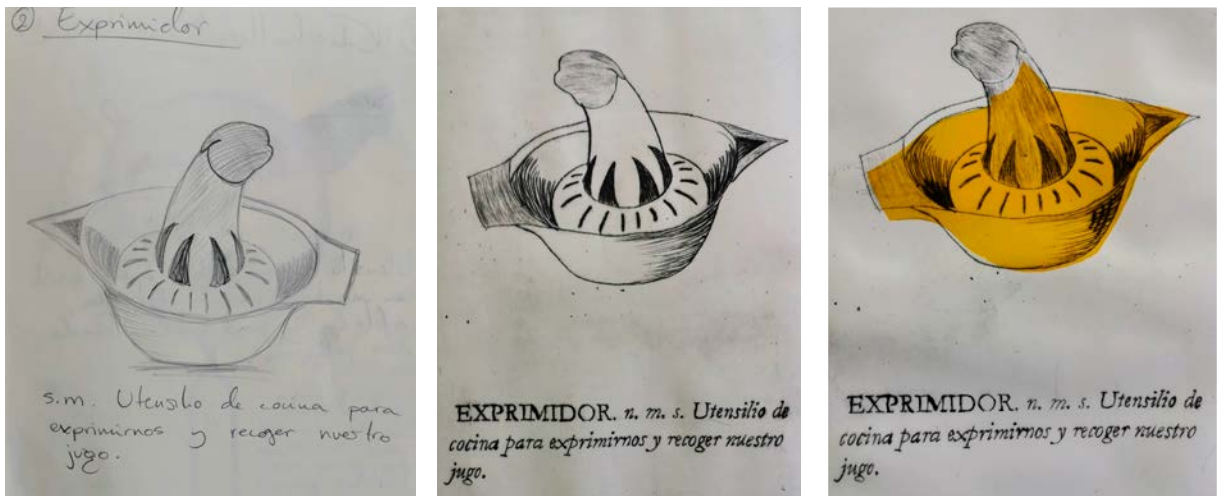 ② Exprimidor
s.m. Utensilio de cocina para
exprimirnos y recoger nuestro
jugo.
EXPRIMIDOR. n. m. s. Utensilio de
cocina para exprimirnos y recoger nuestro
jugo.
EXPRIMIDOR. n. m. s. Utensilio de
cocina para exprimirnos y recoger nuestro
jugo.